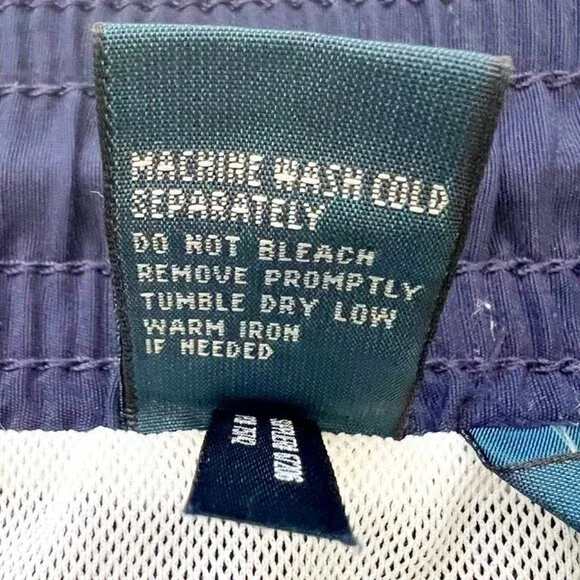 MACHINE WASH COLD
SEPARATELY
DO NOT BLEACH
REMOVE PROMPTLY
TUMBLE DRY LOW
WARM IRON
IF NEEDED